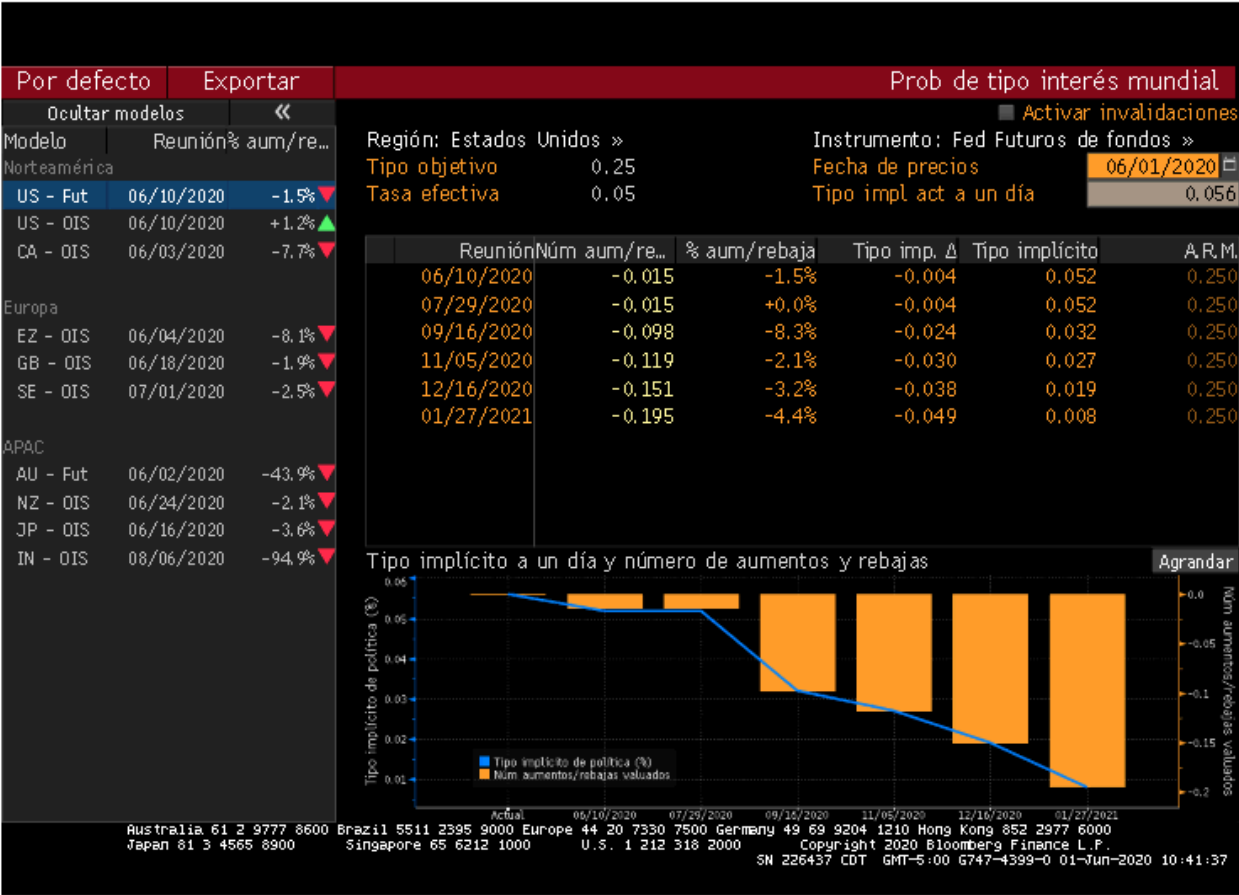 Por defecto Exportar Prob de tipo interés mundial
Ocultar modelos « Activar invalidaciones
Modelo Reunión % aum/re...
Norteamérica
US - Fut 06/10/2020 -1.5%
US - OIS 06/10/2020 +1.2%
CA - OIS 06/03/2020 -7.7%
Europa
EZ - OIS 06/04/2020 -8.1%
GB - OIS 06/18/2020 -1.9%
SE - OIS 07/01/2020 -2.5%
APAC
AU - Fut 06/02/2020 -43.9%
NZ - OIS 06/24/2020 -2.1%
JP - OIS 06/16/2020 -3.6%
IN - OIS 08/06/2020 -94.9%
Región: Estados Unidos » Instrumento: Fed Futuros de fondos »
Tipo objetivo 0.25 Fecha de precios 06/01/2020
Tasa efectiva 0.05 Tipo impl act a un día 0.056
Reunión Núm aum/re... % aum/rebaja Tipo imp. Δ Tipo implícito A.R.M.
06/10/2020 -0.015 -1.5% -0.004 0.052 0.250
07/29/2020 -0.015 +0.0% -0.004 0.052 0.250
09/16/2020 -0.098 -8.3% -0.024 0.032 0.250
11/05/2020 -0.119 -2.1% -0.030 0.027 0.250
12/16/2020 -0.151 -3.2% -0.038 0.019 0.250
01/27/2021 -0.195 -4.4% -0.049 0.008 0.250
Tipo implícito a un día y número de aumentos y rebajas Agrandar
Tipo implícito de política (%)
0.06
0.05
0.04
0.03
0.02
0.01
Tipo implícito de política (%)
Núm aumentos/rebajas valuados
0.0
-0.05
-0.1
-0.15
-0.2
Núm aumentos/rebajas valuados
Actual 06/10/2020 07/29/2020 09/16/2020 11/05/2020 12/16/2020 01/27/2021
Australia 61 2 9777 8600 Brazil 5511 2395 9000 Europe 44 20 7330 7500 Germany 49 69 9204 1210 Hong Kong 852 2977 6000
Japan 81 3 4565 8900 Singapore 65 6212 1000 U.S. 1 212 318 2000 Copyright 2020 Bloomberg Finance L.P.
SN 226437 CDT GMT-5:00 G747-4399-0 01-Jun-2020 10:41:37